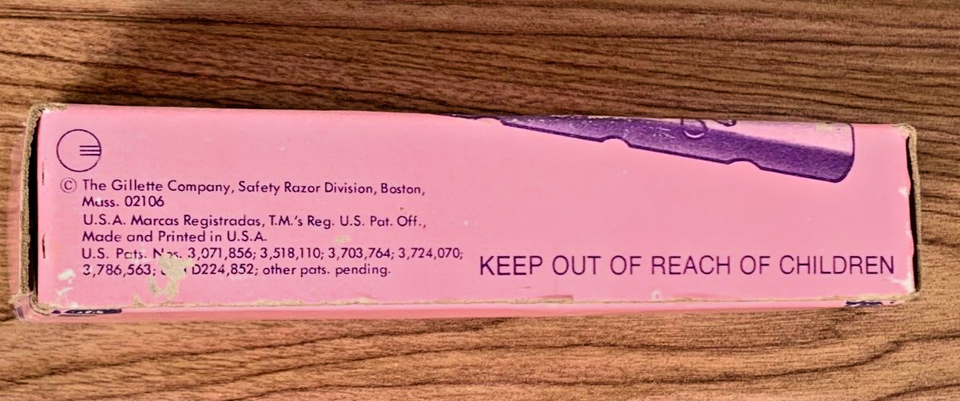 © The Gillette Company, Safety Razor Division, Boston,
Mass. 02106
U.S.A. Marcas Registradas, T.M.'s Reg. U.S. Pat. Off.,
Made and Printed in U.S.A.
U.S. Pats. Nos. 3,071,856; 3,518,110; 3,703,764; 3,724,070;
3,786,563; D224,852; other pats. pending.
KEEP OUT OF REACH OF CHILDREN